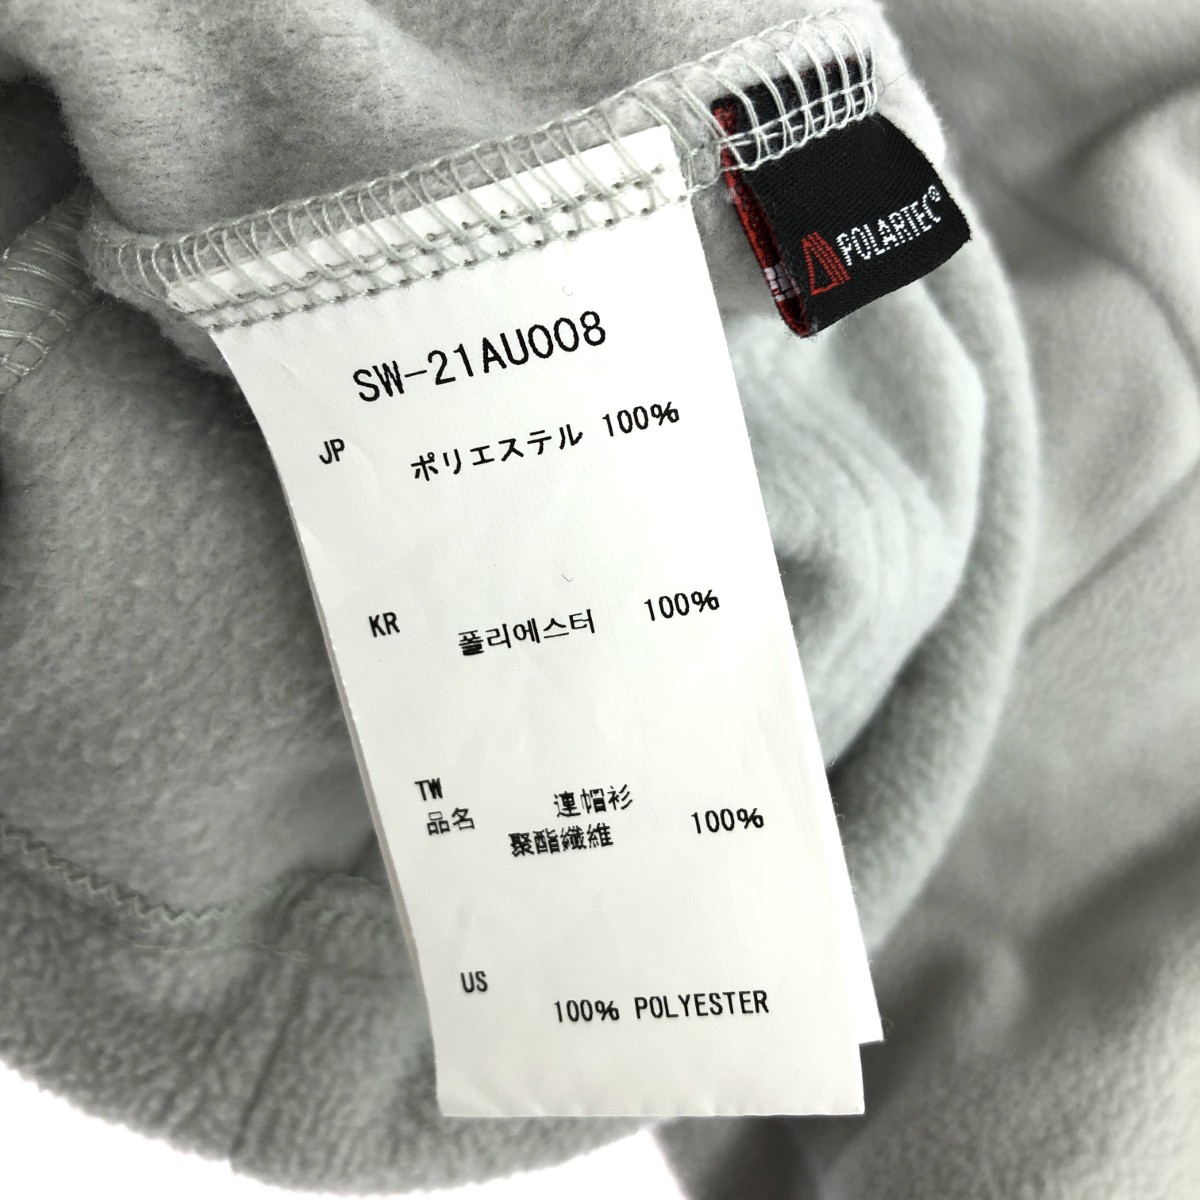 POLARTEC®
SW-21AU008
JP ポリエステル 100%
KR 폴리에스터 100%
TW
品名 連帽衫
聚酯纖維 100%
US
100% POLYESTER